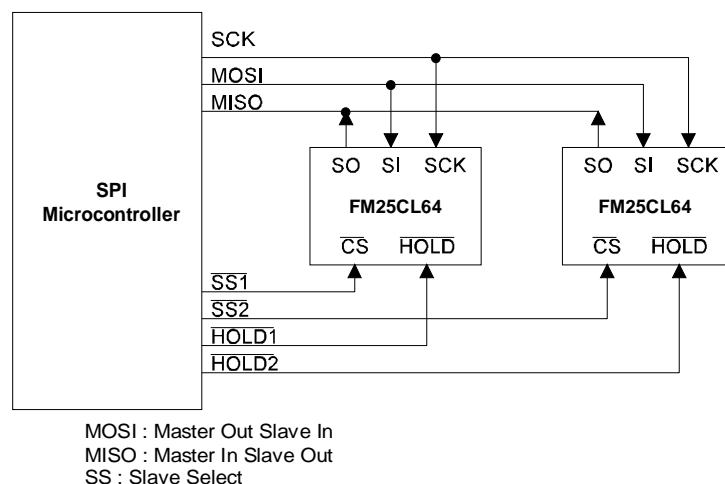 SCK
MOSI
MISO
SPI
Microcontroller
SO SI SCK
FM25CL64
CS HOLD
SO SI SCK
FM25CL64
CS HOLD
SS1
SS2
HOLD1
HOLD2
MOSI : Master Out Slave In
MISO : Master In Slave Out
SS : Slave Select